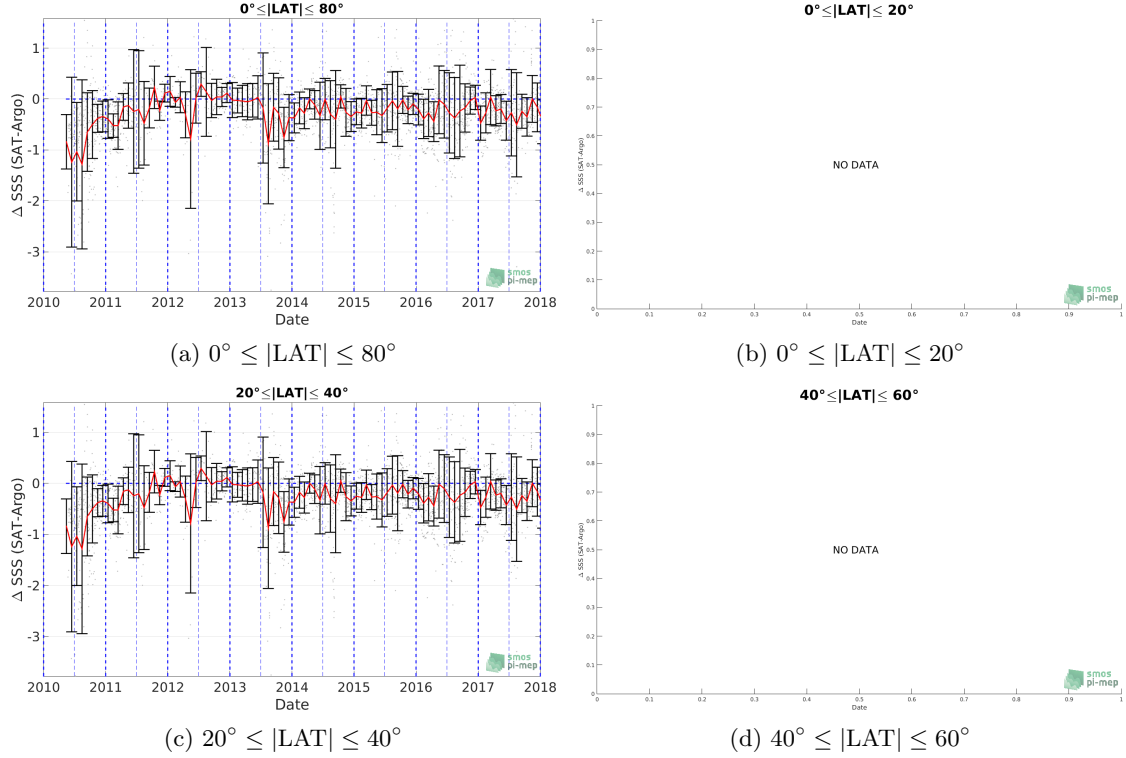 0°≤|LAT|≤ 80°
1
0
-1
-2
-3
Δ SSS (SAT-Argo)
2010 2011 2012 2013 2014 2015 2016 2017 2018
Date
smos
pi-mep
(a) 0° ≤ |LAT| ≤ 80°
0°≤|LAT|≤ 20°
1
0.9
0.8
0.7
0.6
0.5
0.4
0.3
0.2
0.1
0
Δ SSS (SAT-Argo)
NO DATA
0 0.1 0.2 0.3 0.4 0.5 0.6 0.7 0.8 0.9 1
Date
smos
pi-mep
(b) 0° ≤ |LAT| ≤ 20°
20°≤|LAT|≤ 40°
1
0
-1
-2
-3
Δ SSS (SAT-Argo)
2010 2011 2012 2013 2014 2015 2016 2017 2018
Date
smos
pi-mep
(c) 20° ≤ |LAT| ≤ 40°
40°≤|LAT|≤ 60°
1
0.9
0.8
0.7
0.6
0.5
0.4
0.3
0.2
0.1
0
Δ SSS (SAT-Argo)
NO DATA
0 0.1 0.2 0.3 0.4 0.5 0.6 0.7 0.8 0.9 1
Date
smos
pi-mep
(d) 40° ≤ |LAT| ≤ 60°